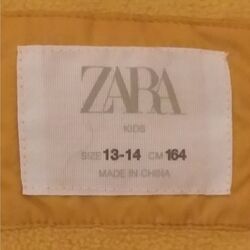 ZARA
KIDS
SIZE 13-14 CM 164
MADE IN CHINA